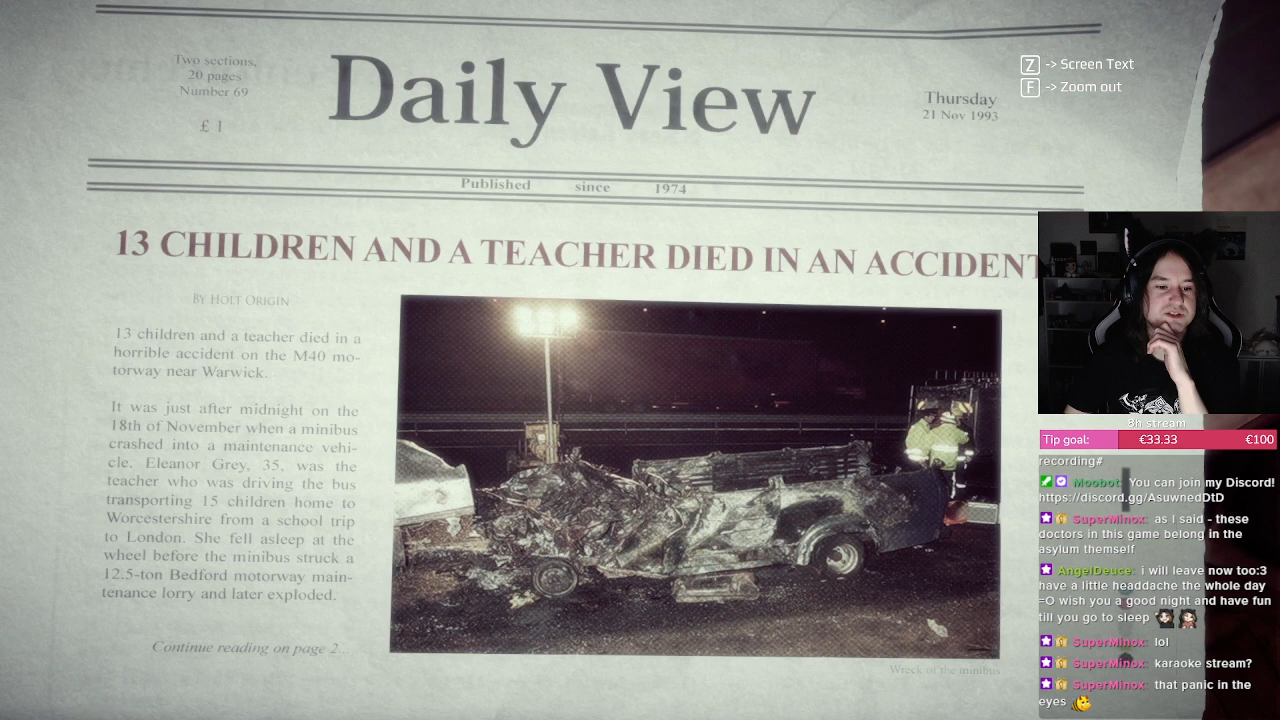 Two sections,
20 pages
Number 69
£ 1
Daily View
Thursday
21 Nov 1993
Z -> Screen Text
F -> Zoom out
Published since 1974
13 CHILDREN AND A TEACHER DIED IN AN ACCIDENT
BY HOLT ORIGIN
13 children and a teacher died in a
horrible accident on the M40 mo-
torway near Warwick.
It was just after midnight on the
18th of November when a minibus
crashed into a maintenance vehi-
cle. Eleanor Grey, 35, was the
teacher who was driving the bus
transporting 15 children home to
Worcestershire from a school trip
to London. She fell asleep at the
wheel before the minibus struck a
12.5-ton Bedford motorway main-
tenance lorry and later exploded.
Continue reading on page 2...
Wreck of the minibus
8h stream
Tip goal: €33.33 €100
recording#
Moobot: You can join my Discord!
https://discord.gg/AsuwnedDtD
SuperMinox: as I said - these
doctors in this game belong in the
asylum themself
AngelDeuce: i will leave now too:3
have a little headdache the whole day
=O wish you a good night and have fun
till you go to sleep
SuperMinox: lol
SuperMinox: karaoke stream?
SuperMinox: that panic in the
eyes